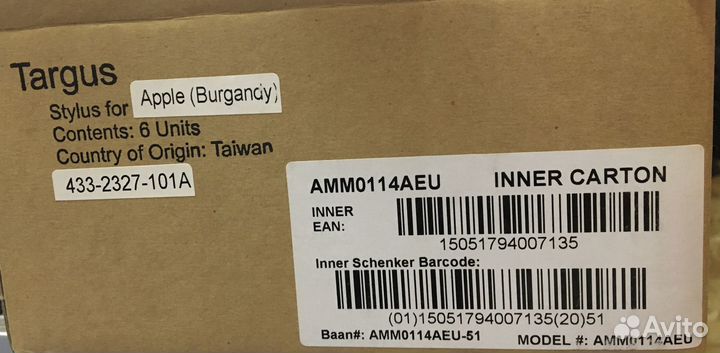 Targus
Stylus for Apple (Burgandy)
Contents: 6 Units
Country of Origin: Taiwan
433-2327-101A
AMM0114AEU INNER CARTON
INNER
EAN:
15051794007135
Inner Schenker Barcode:
(01)15051794007135(20)51
Baan#: AMM0114AEU-51 MODEL #: AMM0114AEU
Avito